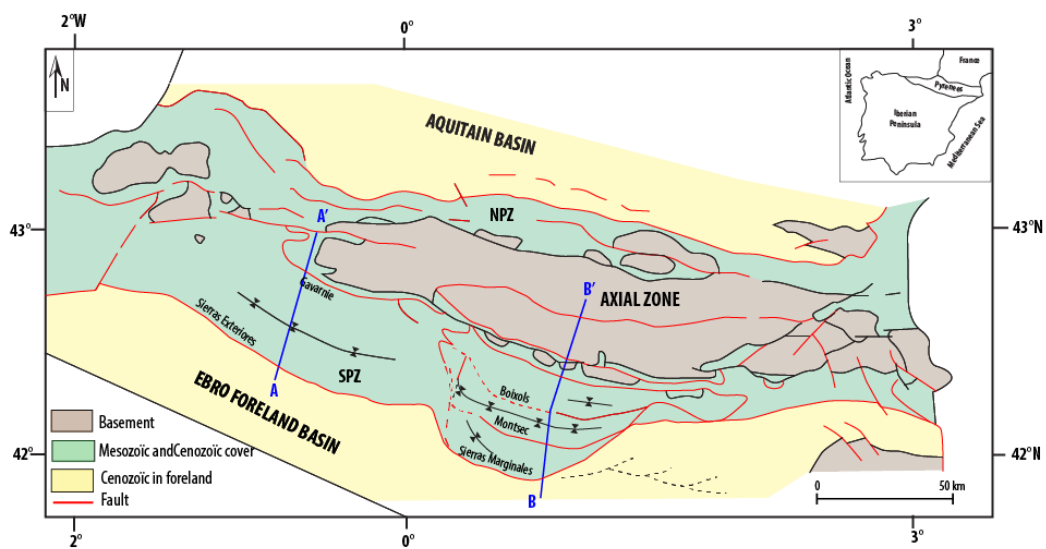 2°W
0°
3°
N
France
Pyrenees
Atlantic Ocean
Iberian
Peninsula
Mediterranean Sea
AQUITAIN BASIN
NPZ
43°
43°N
A'
Gavarnie
B'
AXIAL ZONE
Sierras Exteriores
SPZ
A
EBRO FORELAND BASIN
Boixols
Montsec
Sierras Marginales
B
42°
42°N
Basement
Mesozoïc andCenozoïc cover
Cenozoïc in foreland
Fault
0
50 km
2°
0°
3°